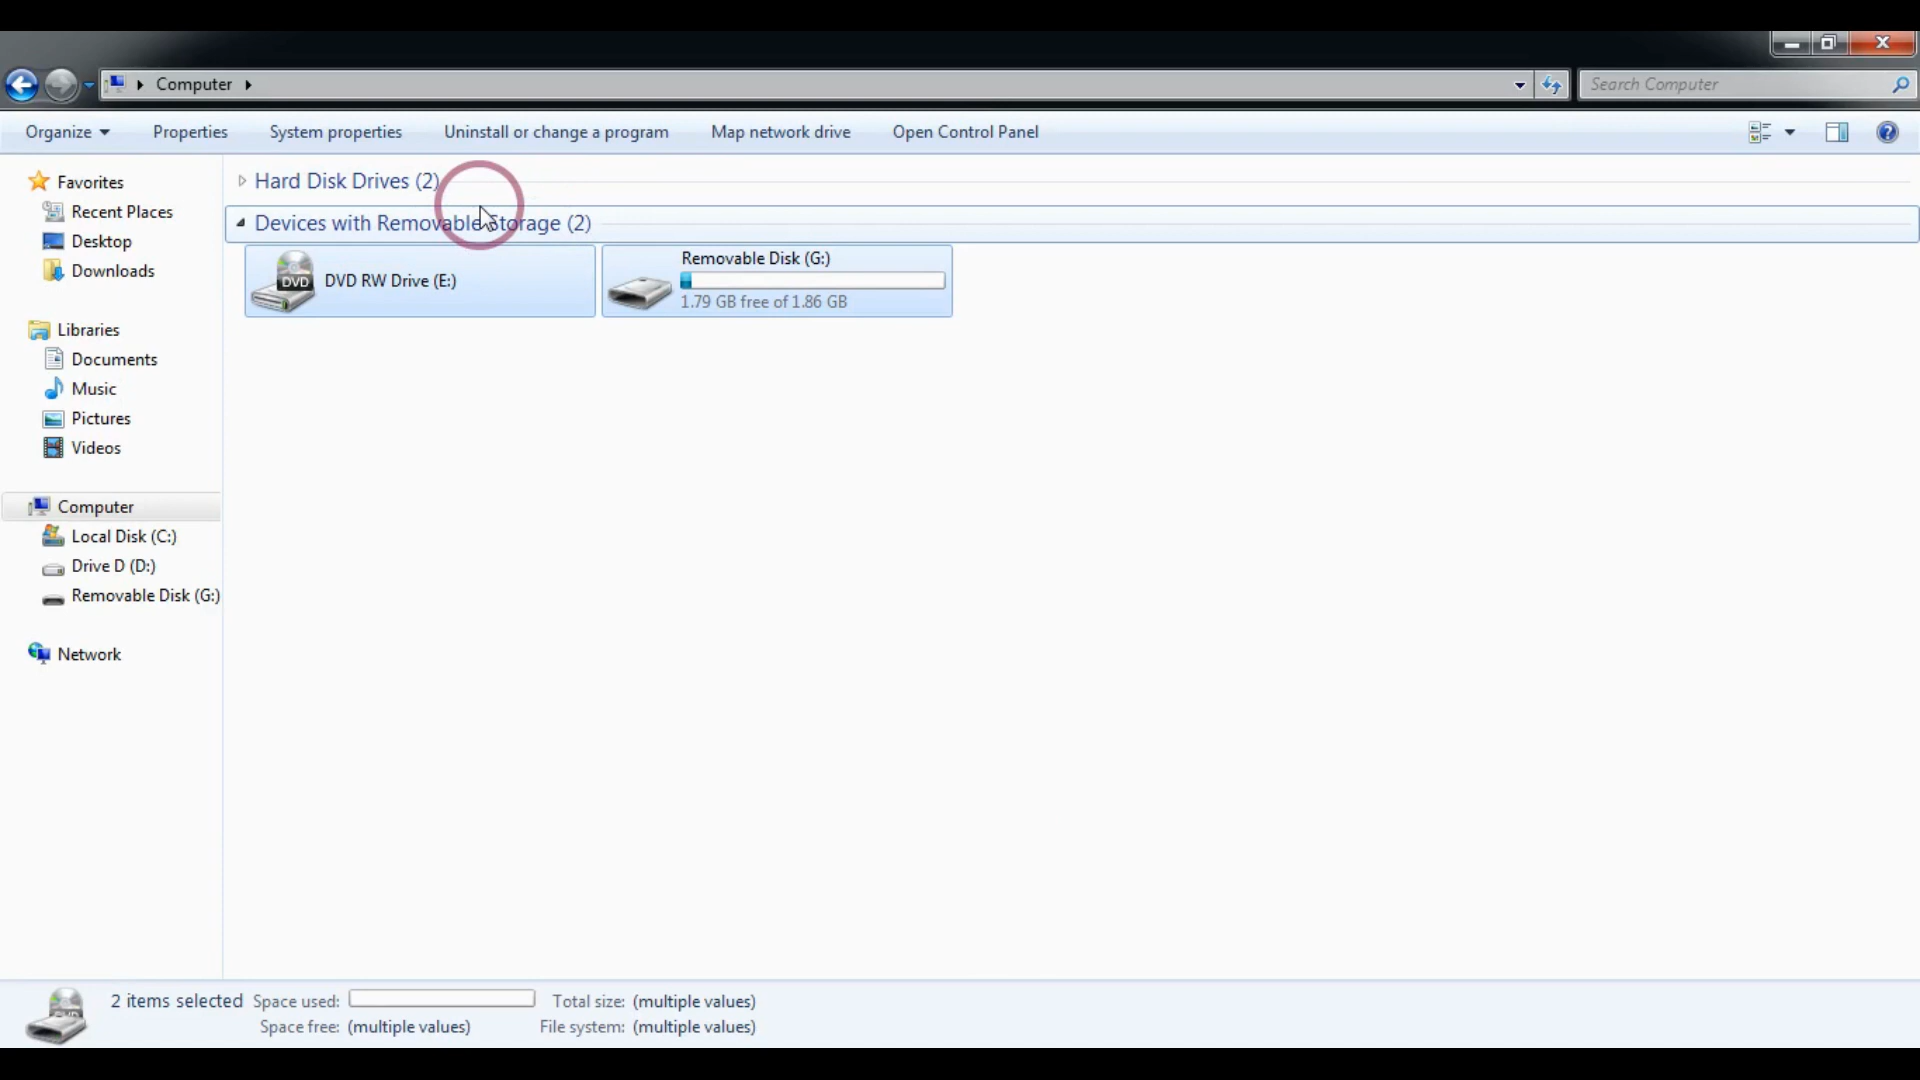 Computer
Search Computer
Organize
Properties
System properties
Uninstall or change a program
Map network drive
Open Control Panel
Favorites
Recent Places
Desktop
Downloads
Libraries
Documents
Music
Pictures
Videos
Computer
Local Disk (C:)
Drive D (D:)
Removable Disk (G:)
Network
Hard Disk Drives (2)
Devices with Removable Storage (2)
DVD
DVD RW Drive (E:)
Removable Disk (G:)
1.79 GB free of 1.86 GB
2 items selected
Space used:
Total size: (multiple values)
Space free: (multiple values)
File system: (multiple values)